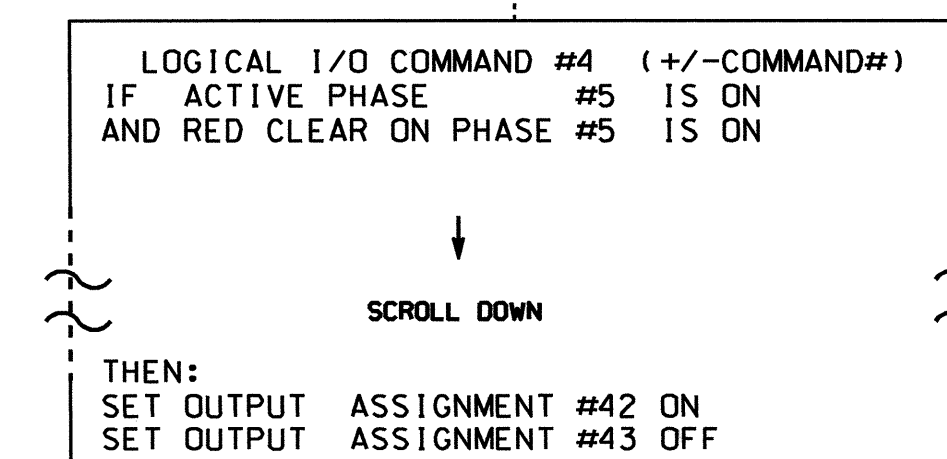 LOGICAL I/O COMMAND #4 (+/-COMMAND#)
IF ACTIVE PHASE #5 IS ON
AND RED CLEAR ON PHASE #5 IS ON
SCROLL DOWN
THEN:
SET OUTPUT ASSIGNMENT #42 ON
SET OUTPUT ASSIGNMENT #43 OFF